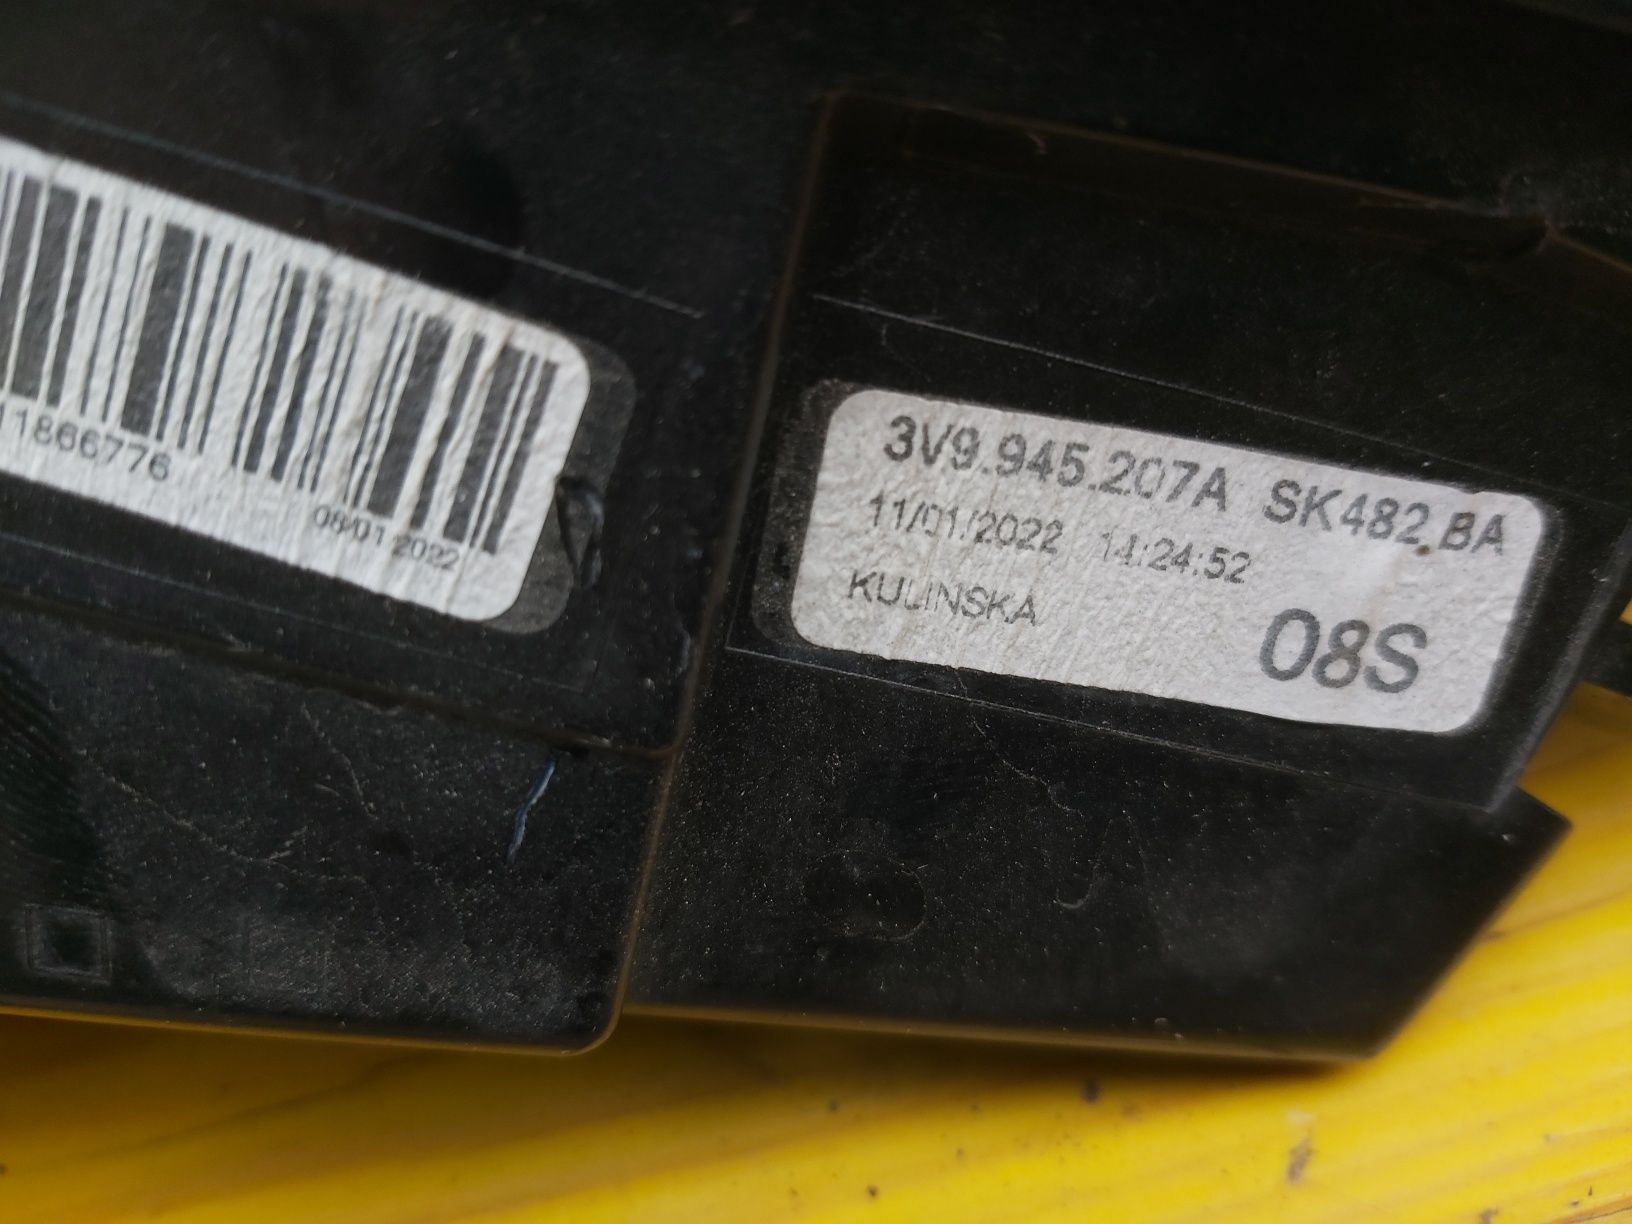 11866776
08/01 2022
3V9.945.207A SK482 BA
11/01/2022 14:24:52
KULINSKA
08S